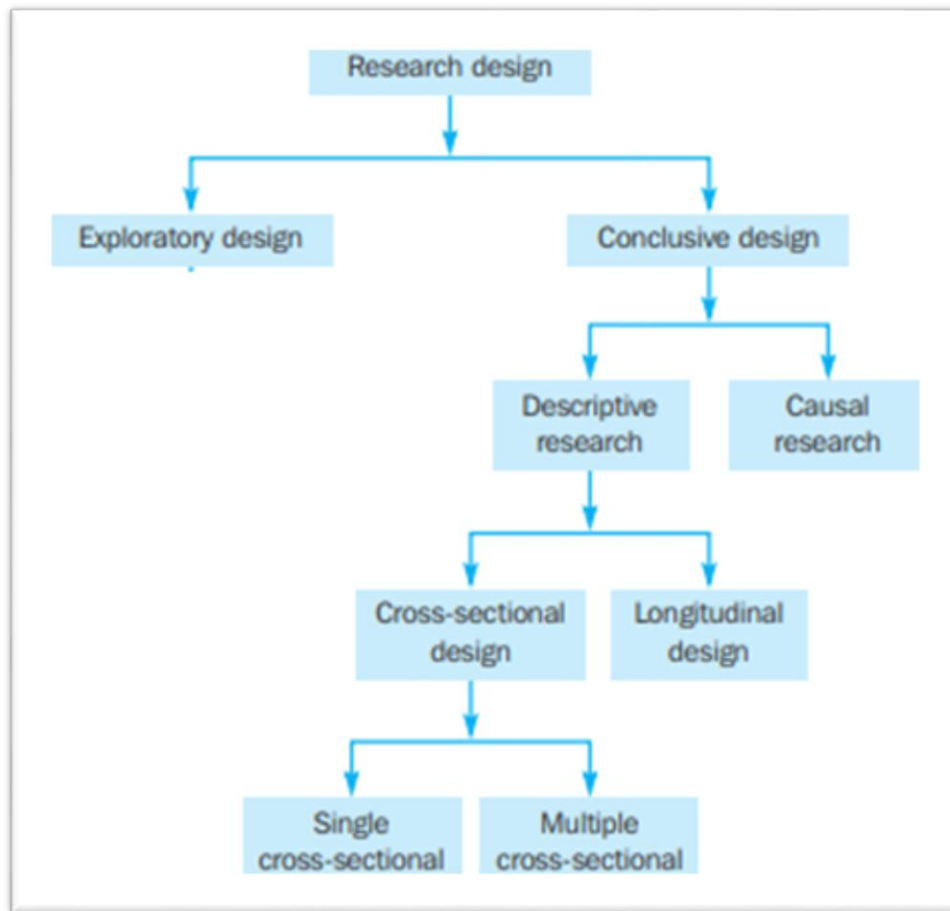 Research design
Exploratory design
Conclusive design
Descriptive
research
Causal
research
Cross-sectional
design
Longitudinal
design
Single
cross-sectional
Multiple
cross-sectional